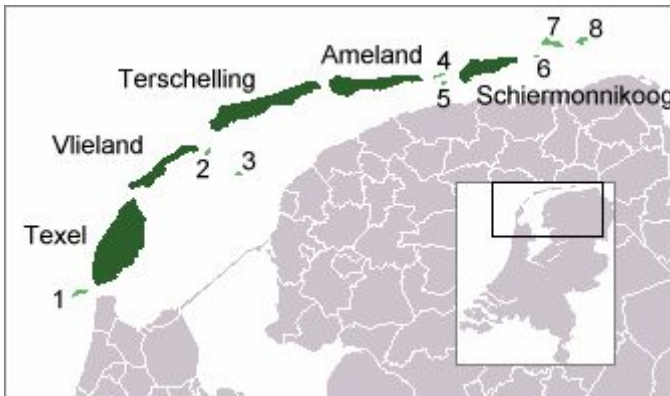 7 8
Ameland 4
6
Terschelling
5
Schiermonnikoog
Vlieland
2 3
Texel
1